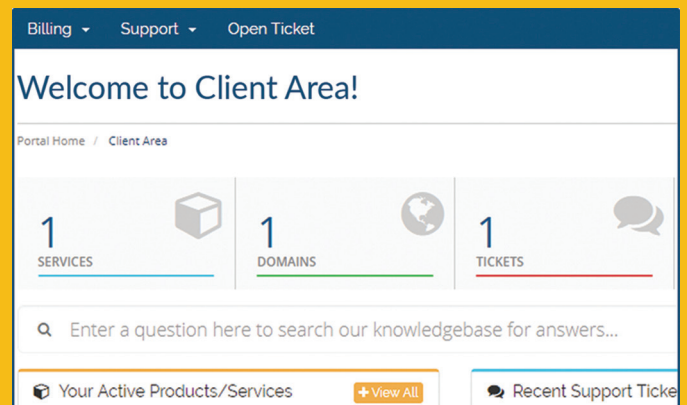 Billing Support Open Ticket
Welcome to Client Area!
Portal Home / Client Area
1 1 1
SERVICES DOMAINS TICKETS
Enter a question here to search our knowledgebase for answers...
Your Active Products/Services + View All Recent Support Ticke